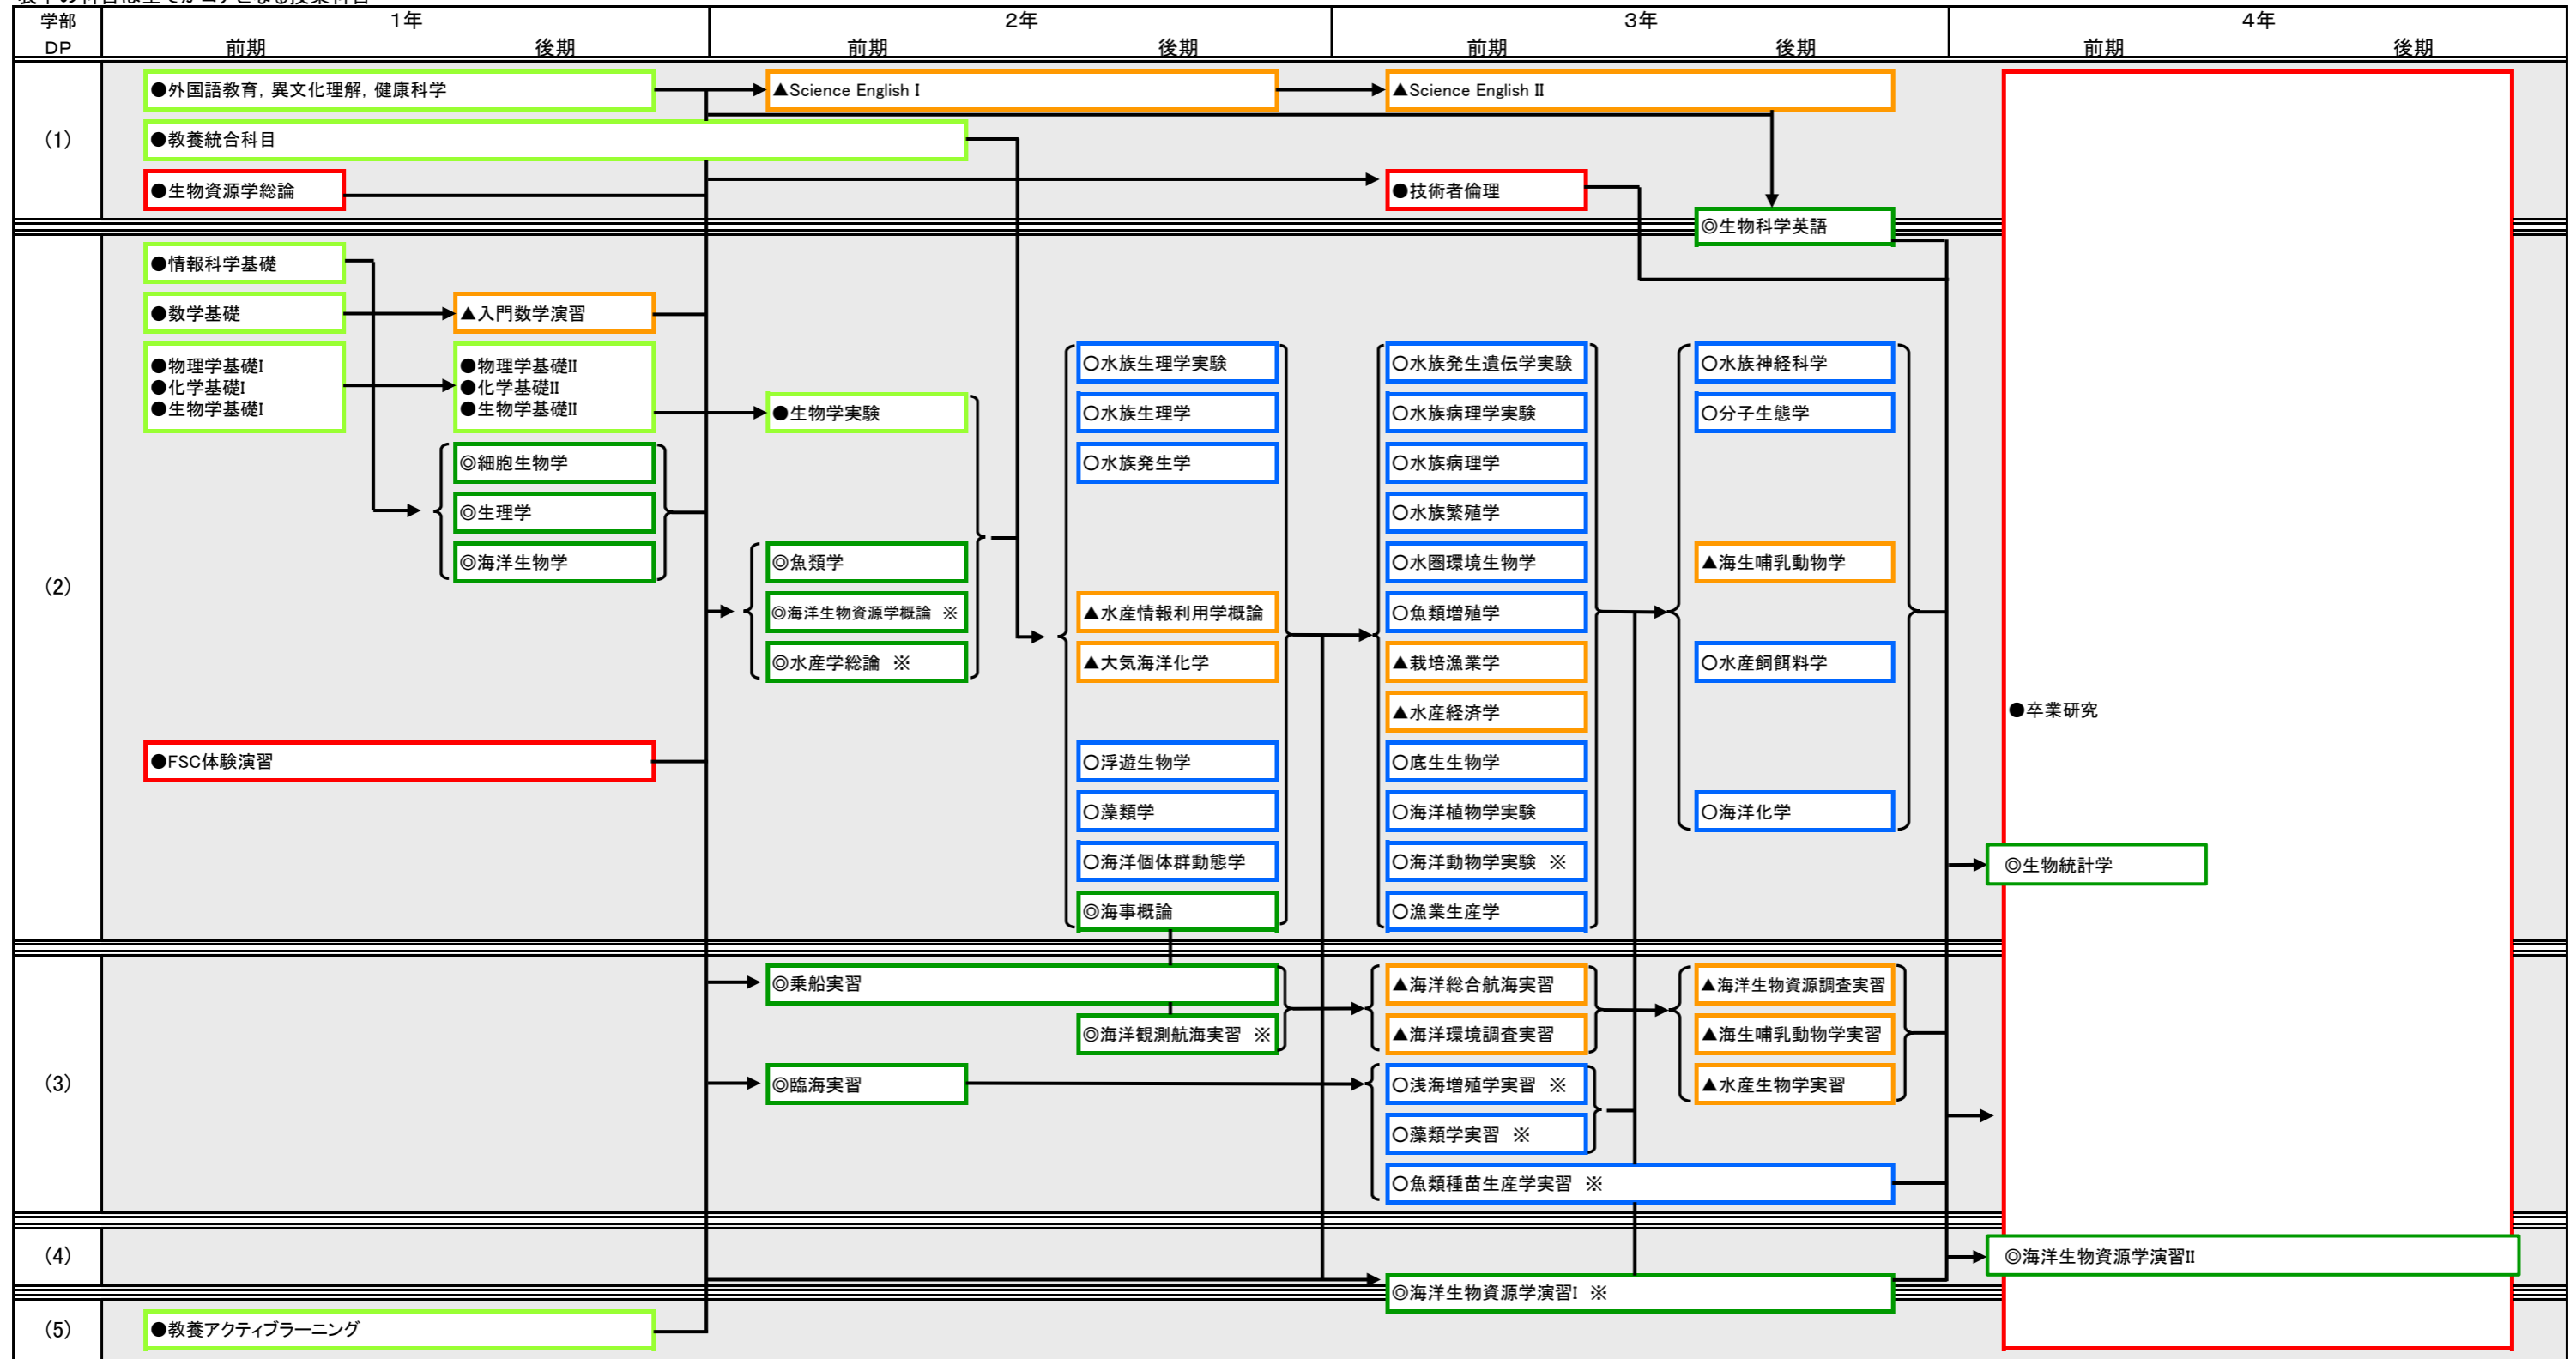 学部
DP
1年
前期
後期
2年
前期
後期
3年
前期
後期
4年
前期
後期
(1)
●外国語教育, 異文化理解, 健康科学
▲Science English I
▲Science English II
●教養統合科目
●生物資源学総論
●技術者倫理
◎生物科学英語
(2)
●情報科学基礎
●数学基礎
▲入門数学演習
●物理学基礎I
●化学基礎I
●生物学基礎I
●物理学基礎II
●化学基礎II
●生物学基礎II
●生物学実験
◎細胞生物学
◎生理学
◎海洋生物学
◎魚類学
◎海洋生物資源学概論 ※
◎水産学総論 ※
●FSC体験演習
○水族生理学実験
○水族生理学
○水族発生学
▲水産情報利用学概論
▲大気海洋化学
○浮遊生物学
○藻類学
○海洋個体群動態学
◎海事概論
○水族発生遺伝学実験
○水族病理学実験
○水族病理学
○水族繁殖学
○水圏環境生物学
○魚類増殖学
▲栽培漁業学
▲水産経済学
○底生生物学
○海洋植物学実験
○海洋動物学実験 ※
○漁業生産学
○水族神経科学
○分子生態学
▲海生哺乳動物学
○水産飼餌料学
○海洋化学
●卒業研究
◎生物統計学
(3)
◎乗船実習
◎海洋観測航海実習 ※
◎臨海実習
▲海洋総合航海実習
▲海洋環境調査実習
○浅海増殖学実習 ※
○藻類学実習 ※
○魚類種苗生産学実習 ※
▲海洋生物資源調査実習
▲海生哺乳動物学実習
▲水産生物学実習
(4)
◎海洋生物資源学演習II
◎海洋生物資源学演習I ※
(5)
●教養アクティブラーニング